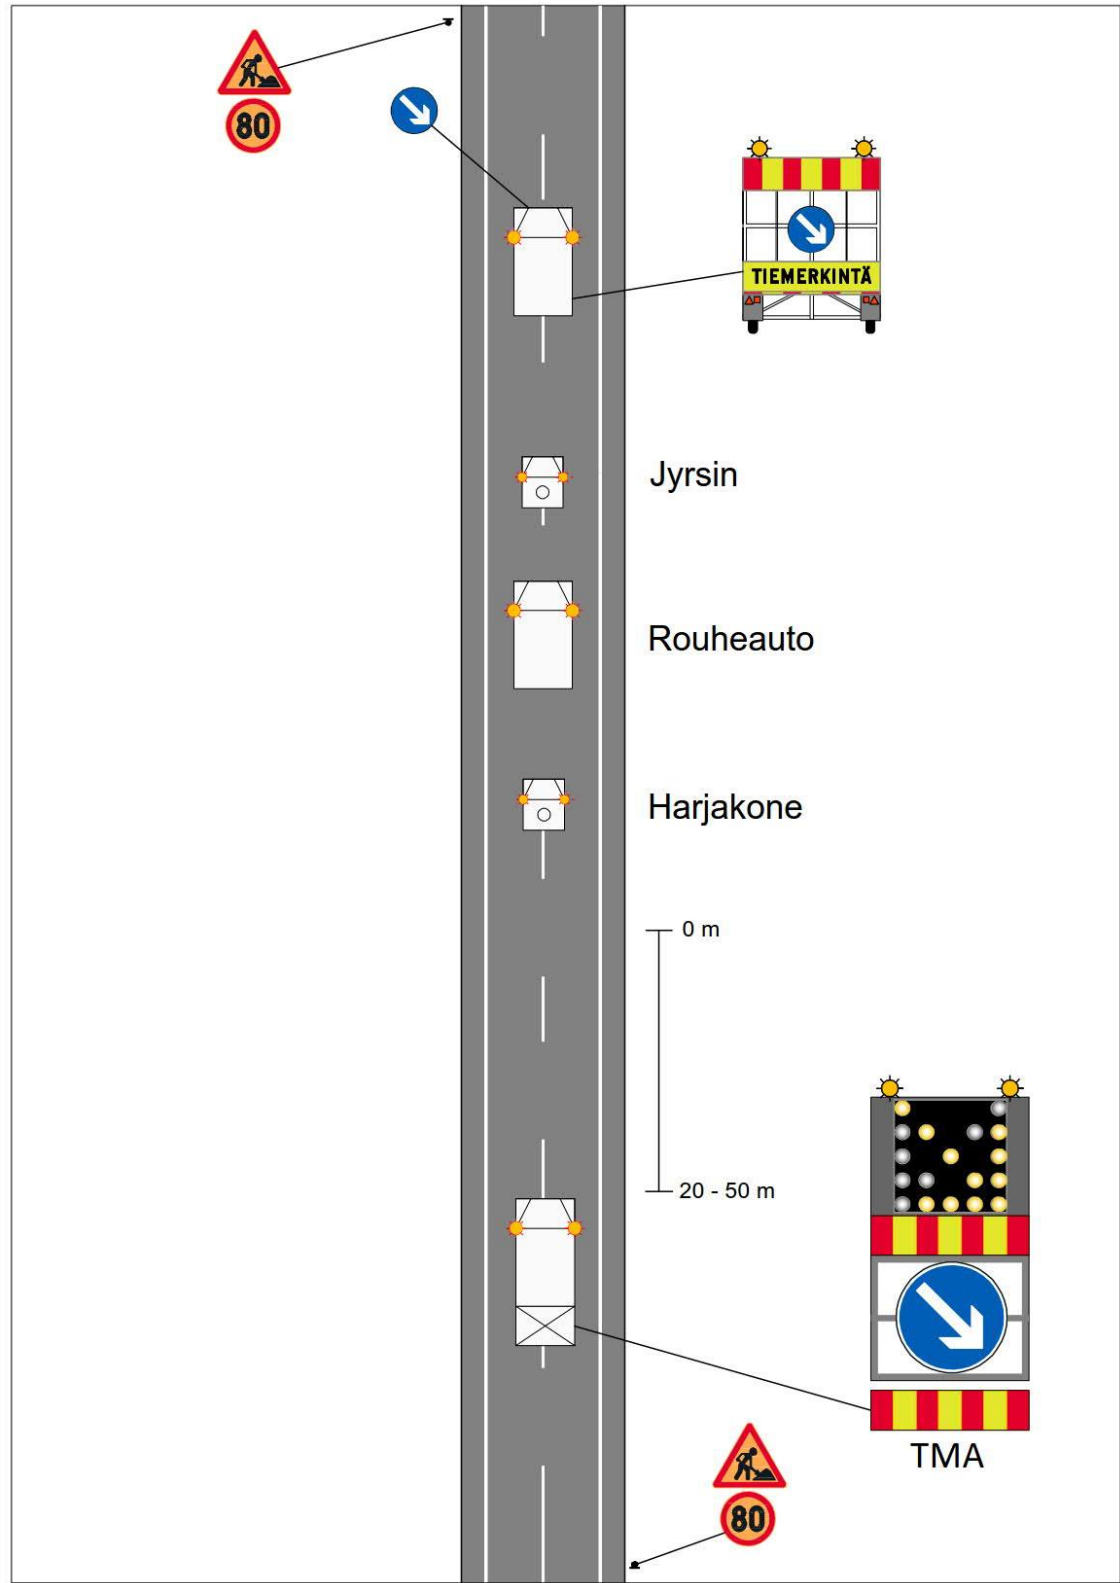 80
TIEMERKINTÄ
Jyrsin
Rouheauto
Harjakone
0 m
20 - 50 m
TMA
80